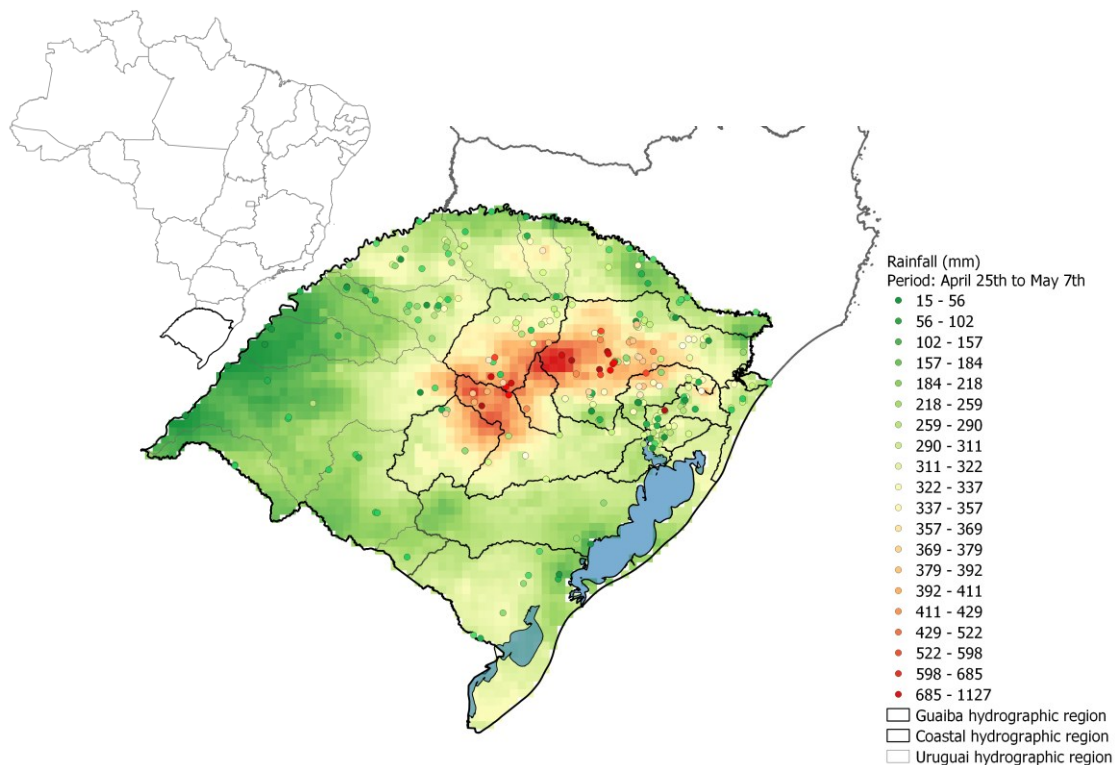 Rainfall (mm)
Period: April 25th to May 7th
15 - 56
56 - 102
102 - 157
157 - 184
184 - 218
218 - 259
259 - 290
290 - 311
311 - 322
322 - 337
337 - 357
357 - 369
369 - 379
379 - 392
392 - 411
411 - 429
429 - 522
522 - 598
598 - 685
685 - 1127
Guaiba hydrographic region
Coastal hydrographic region
Uruguai hydrographic region